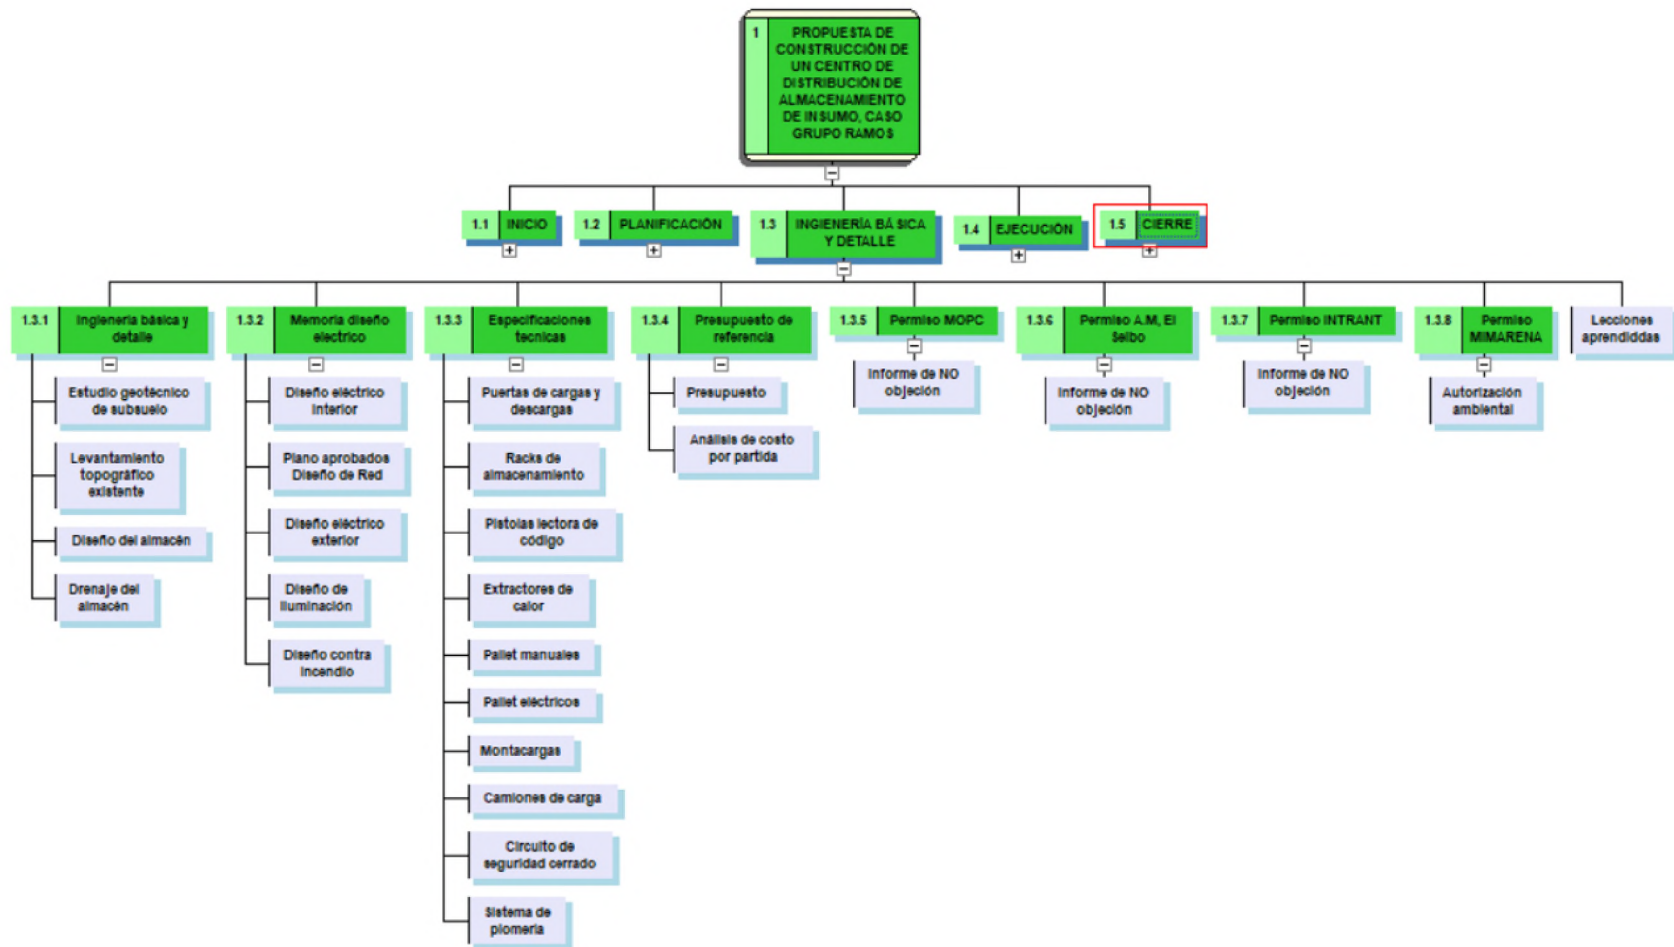 1
PROPUESTA DE
CONSTRUCCIÓN DE
UN CENTRO DE
DISTRIBUCIÓN DE
ALMACENAMIENTO
DE INSUMO, CASO
GRUPO RAMOS
1.1 INICIO
1.2 PLANIFICACIÓN
1.3 INGIENERÍA BÁSICA
Y DETALLE
1.4 EJECUCIÓN
1.5 CIERRE
1.3.1 Ingieneria básica y
detalle
Estudio geotécnico
de subsuelo
Levantamiento
topográfico
existente
Diseño del almacén
Drenaje del
almacén
1.3.2 Memoria diseño
electrico
Diseño eléctrico
interior
Plano aprobados
Diseño de Red
Diseño eléctrico
exterior
Diseño de
iluminación
Diseño contra
incendio
1.3.3 Especificaciones
tecnicas
Puertas de cargas y
descargas
Racks de
almacenamiento
Pistolas lectora de
código
Extractores de
calor
Pallet manuales
Pallet eléctricos
Montacargas
Camiones de carga
Circuito de
seguridad cerrado
Sistema de
plomeria
1.3.4 Presupuesto de
referencia
Presupuesto
Análisis de costo
por partida
1.3.5 Permiso MOPC
Informe de NO
objeción
1.3.6 Permiso A.M, El
Seibo
Informe de NO
objeción
1.3.7 Permiso INTRANT
Informe de NO
objeción
1.3.8 Permiso
MIMARENA
Autorización
ambiental
Lecciones
aprendiddas